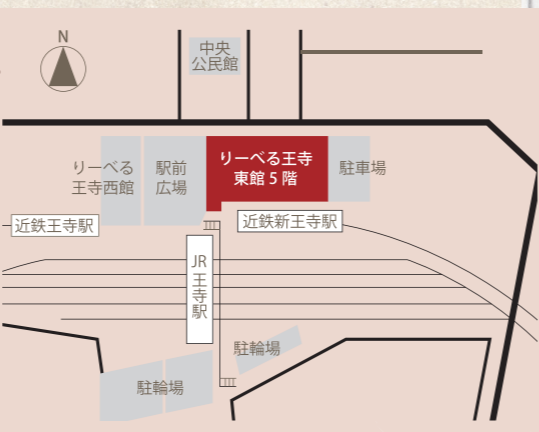 N
中央
公民館
りーべる
王寺西館
駅前
広場
りーべる王寺
東館5階
駐車場
近鉄王寺駅
近鉄新王寺駅
JR王寺駅
駐輪場
駐輪場